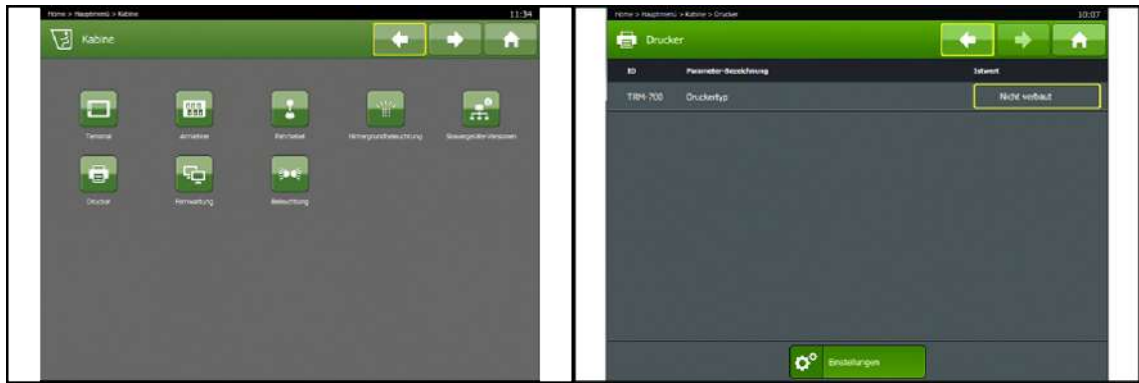 Home > Hauptmenü > Kabine 11:34
Kabine
Terminal Armlehne Fahrhebel Hintergrundbeleuchtung Steuergeräte-Versionen
Drucker Fernwartung Beleuchtung
Home > Hauptmenü > Kabine > Drucker 10:07
Drucker
ID Parameter-Bezeichnung Istwert
TRM-700 Druckertyp Nicht verbaut
Einstellungen